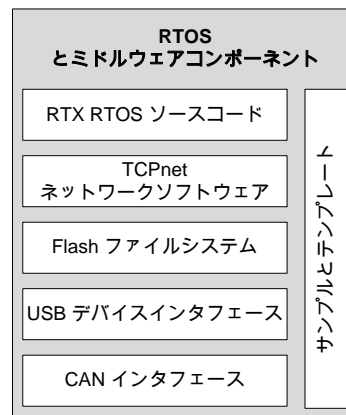 RTOS
とミドルウェアコンポーネント
RTX RTOS ソースコード
TCPnet
ネットワークソフトウェア
Flash ファイルシステム
USB デバイスインタフェース
CAN インタフェース
サンプルとテンプレート